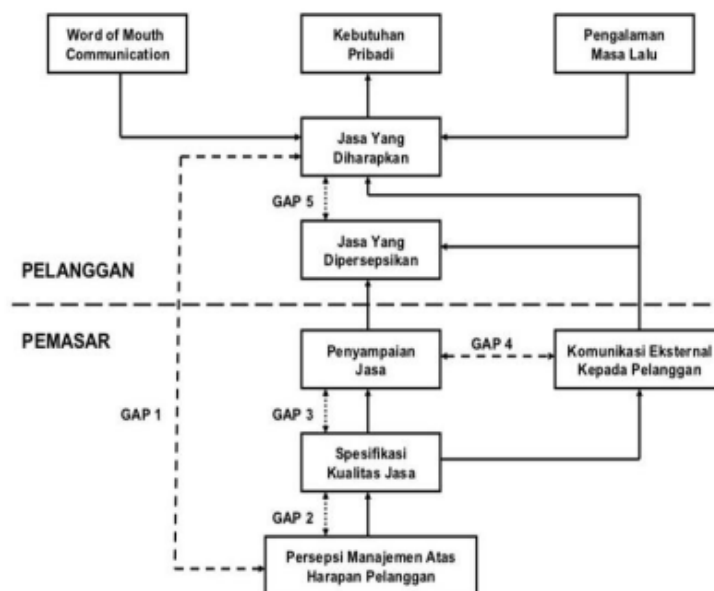 Word of Mouth
Communication
Kebutuhan
Pribadi
Pengalaman
Masa Lalu
Jasa Yang
Diharapkan
GAP 5
Jasa Yang
Dipersepsikan
PELANGGAN
PEMASAR
Penyampaian
Jasa
GAP 4
Komunikasi Eksternal
Kepada Pelanggan
GAP 1
GAP 3
Spesifikasi
Kualitas Jasa
GAP 2
Persepsi Manajemen Atas
Harapan Pelanggan